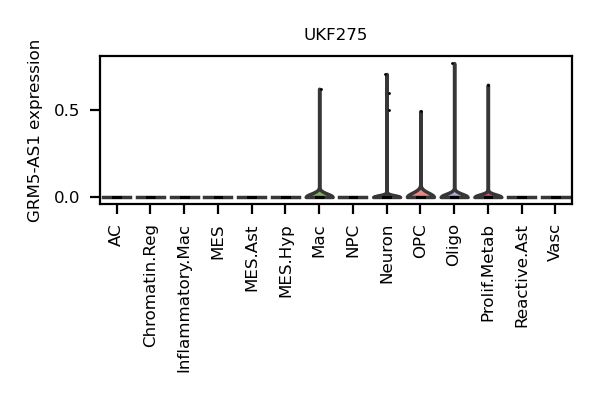 UKF275
GRM5-AS1 expression
0.5
0.0
AC
Chromatin.Reg
Inflammatory.Mac
MES
MES.Ast
MES.Hyp
Mac
NPC
Neuron
OPC
Oligo
Prolif.Metab
Reactive.Ast
Vasc